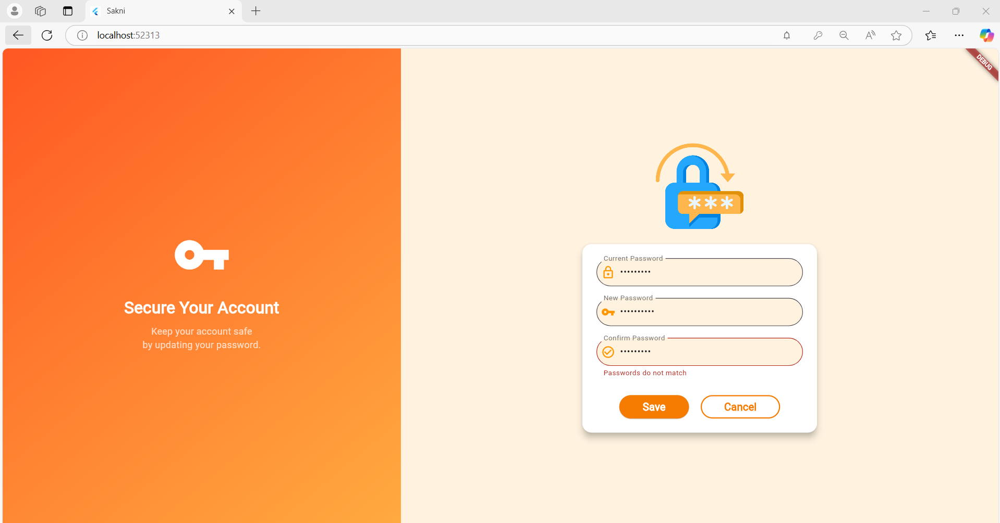 Sakni
localhost:52313
DEBUG
Secure Your Account
Keep your account safe
by updating your password.
***
Current Password
•••••••••
New Password
••••••••••
Confirm Password
•••••••••
Passwords do not match
Save
Cancel